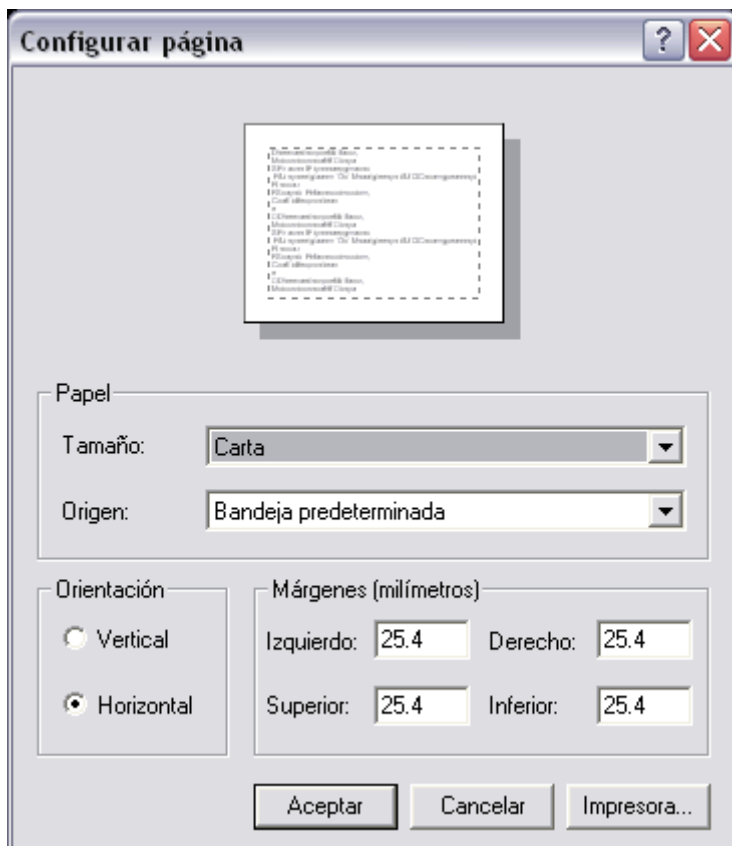 Configurar página
Papel
Tamaño: Carta
Origen: Bandeja predeterminada
Orientación
Vertical
Horizontal
Márgenes (milímetros)
Izquierdo: 25.4 Derecho: 25.4
Superior: 25.4 Inferior: 25.4
Aceptar Cancelar Impresora...